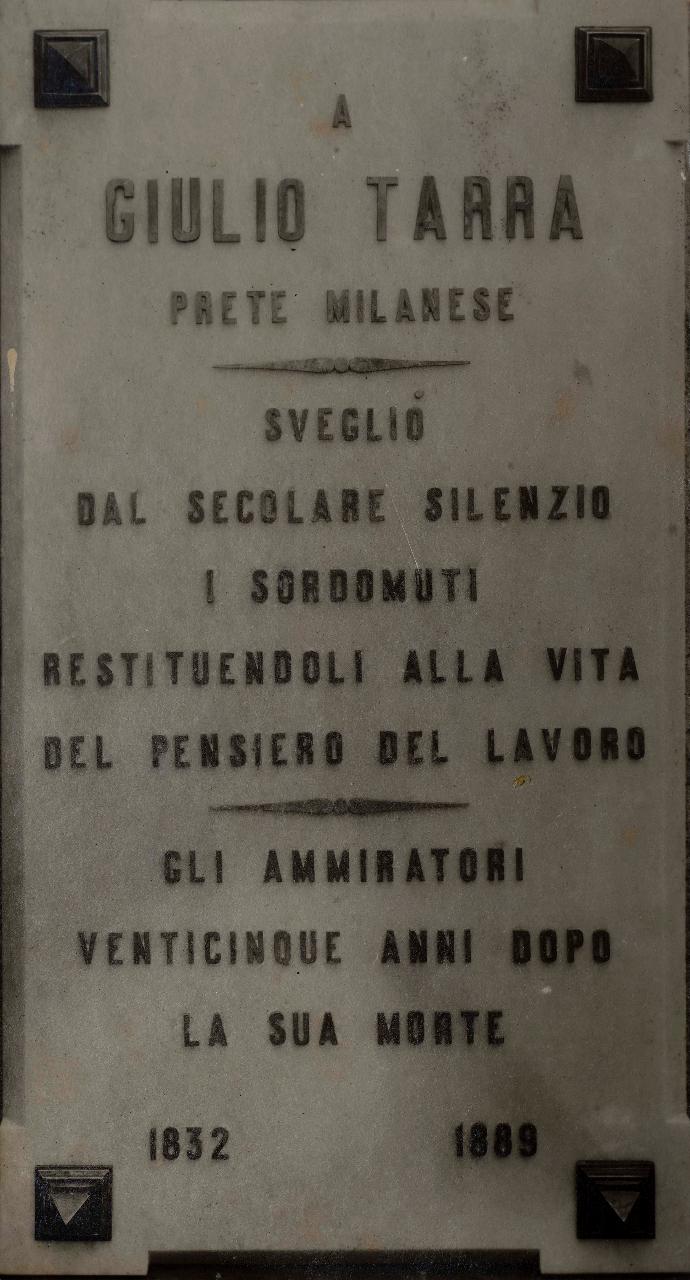 A
GIULIO TARRA
PRETE MILANESE
SVEGLIÒ
DAL SECOLARE SILENZIO
I SORDOMUTI
RESTITUENDOLI ALLA VITA
DEL PENSIERO DEL LAVORO
GLI AMMIRATORI
VENTICINQUE ANNI DOPO
LA SUA MORTE
1832 1889